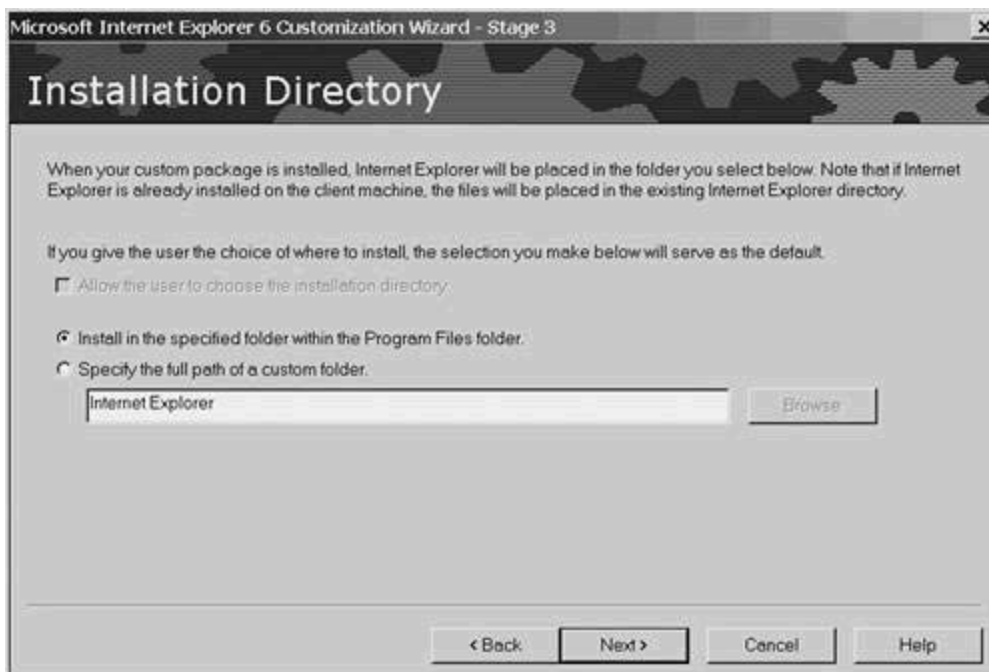 Microsoft Internet Explorer 6 Customization Wizard - Stage 3
Installation Directory
When your custom package is installed, Internet Explorer will be placed in the folder you select below. Note that if Internet
Explorer is already installed on the client machine, the files will be placed in the existing Internet Explorer directory.
If you give the user the choice of where to install, the selection you make below will serve as the default.
Allow the user to choose the installation directory
Install in the specified folder within the Program Files folder.
Specify the full path of a custom folder.
Internet Explorer
Browse
< Back Next > Cancel Help